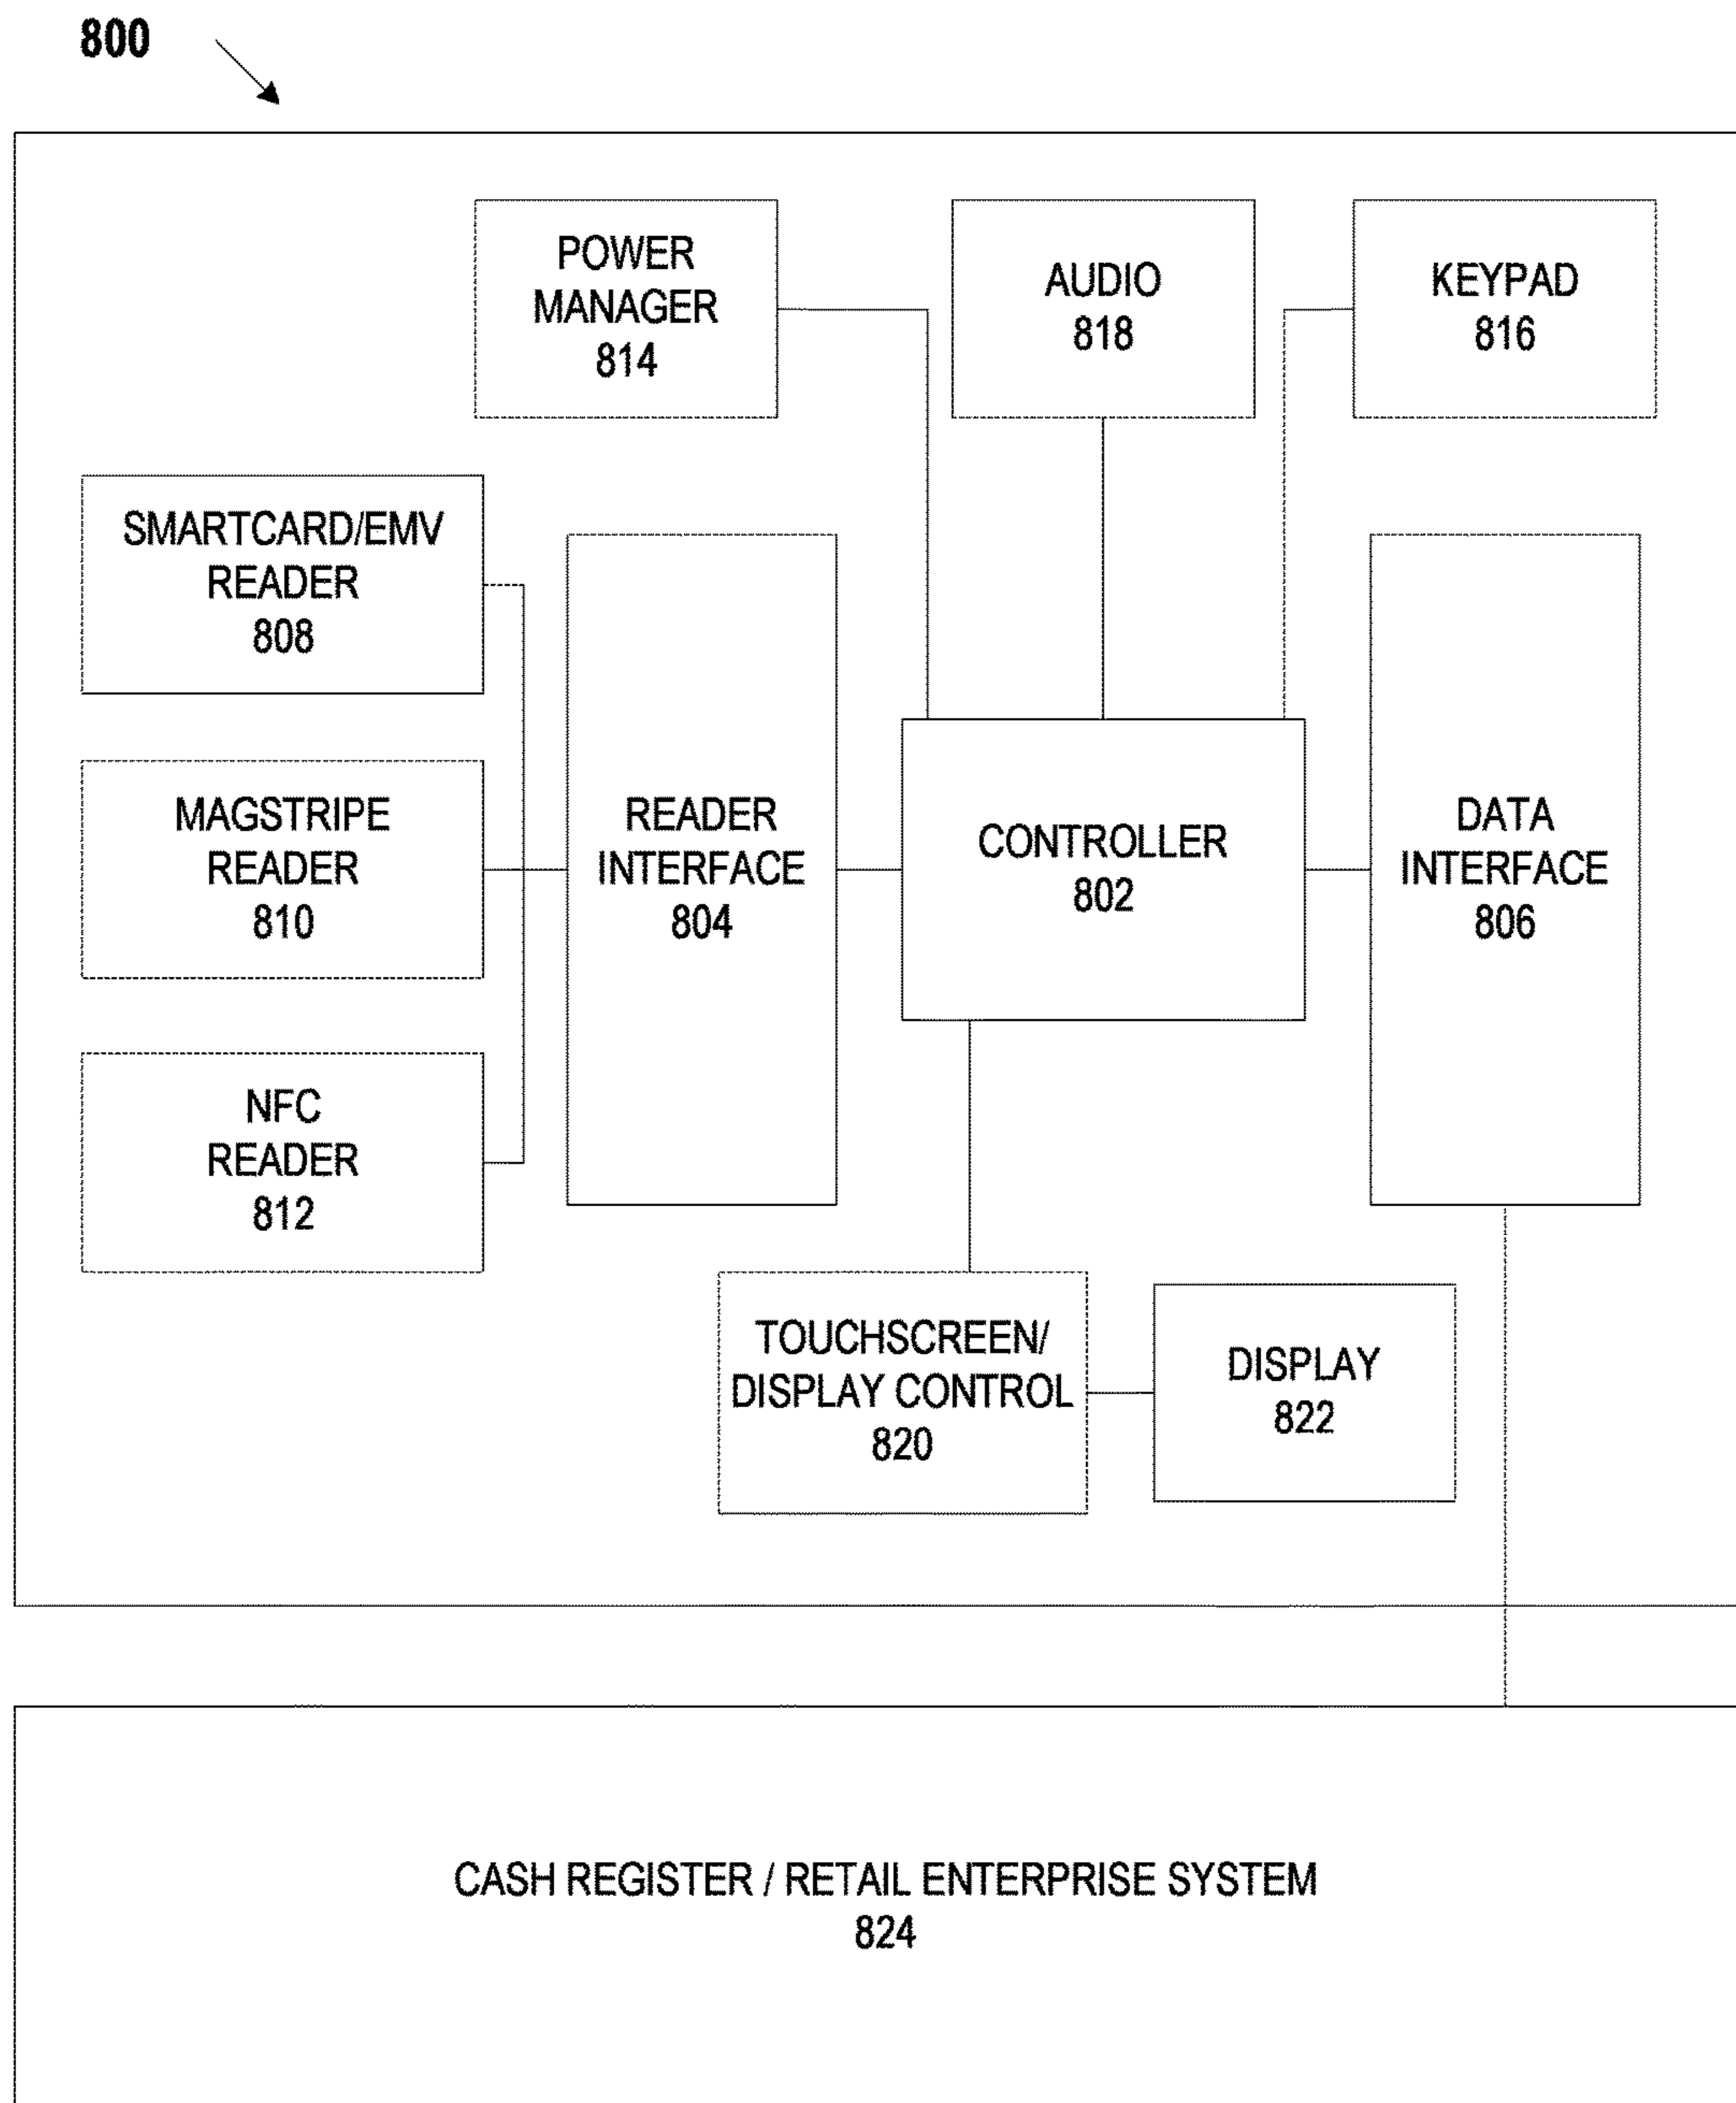 800
POWER
MANAGER
814
AUDIO
818
KEYPAD
816
SMARTCARD/EMV
READER
808
MAGSTRIPE
READER
810
NFC
READER
812
READER
INTERFACE
804
CONTROLLER
802
DATA
INTERFACE
806
TOUCHSCREEN/
DISPLAY CONTROL
820
DISPLAY
822
CASH REGISTER / RETAIL ENTERPRISE SYSTEM
824